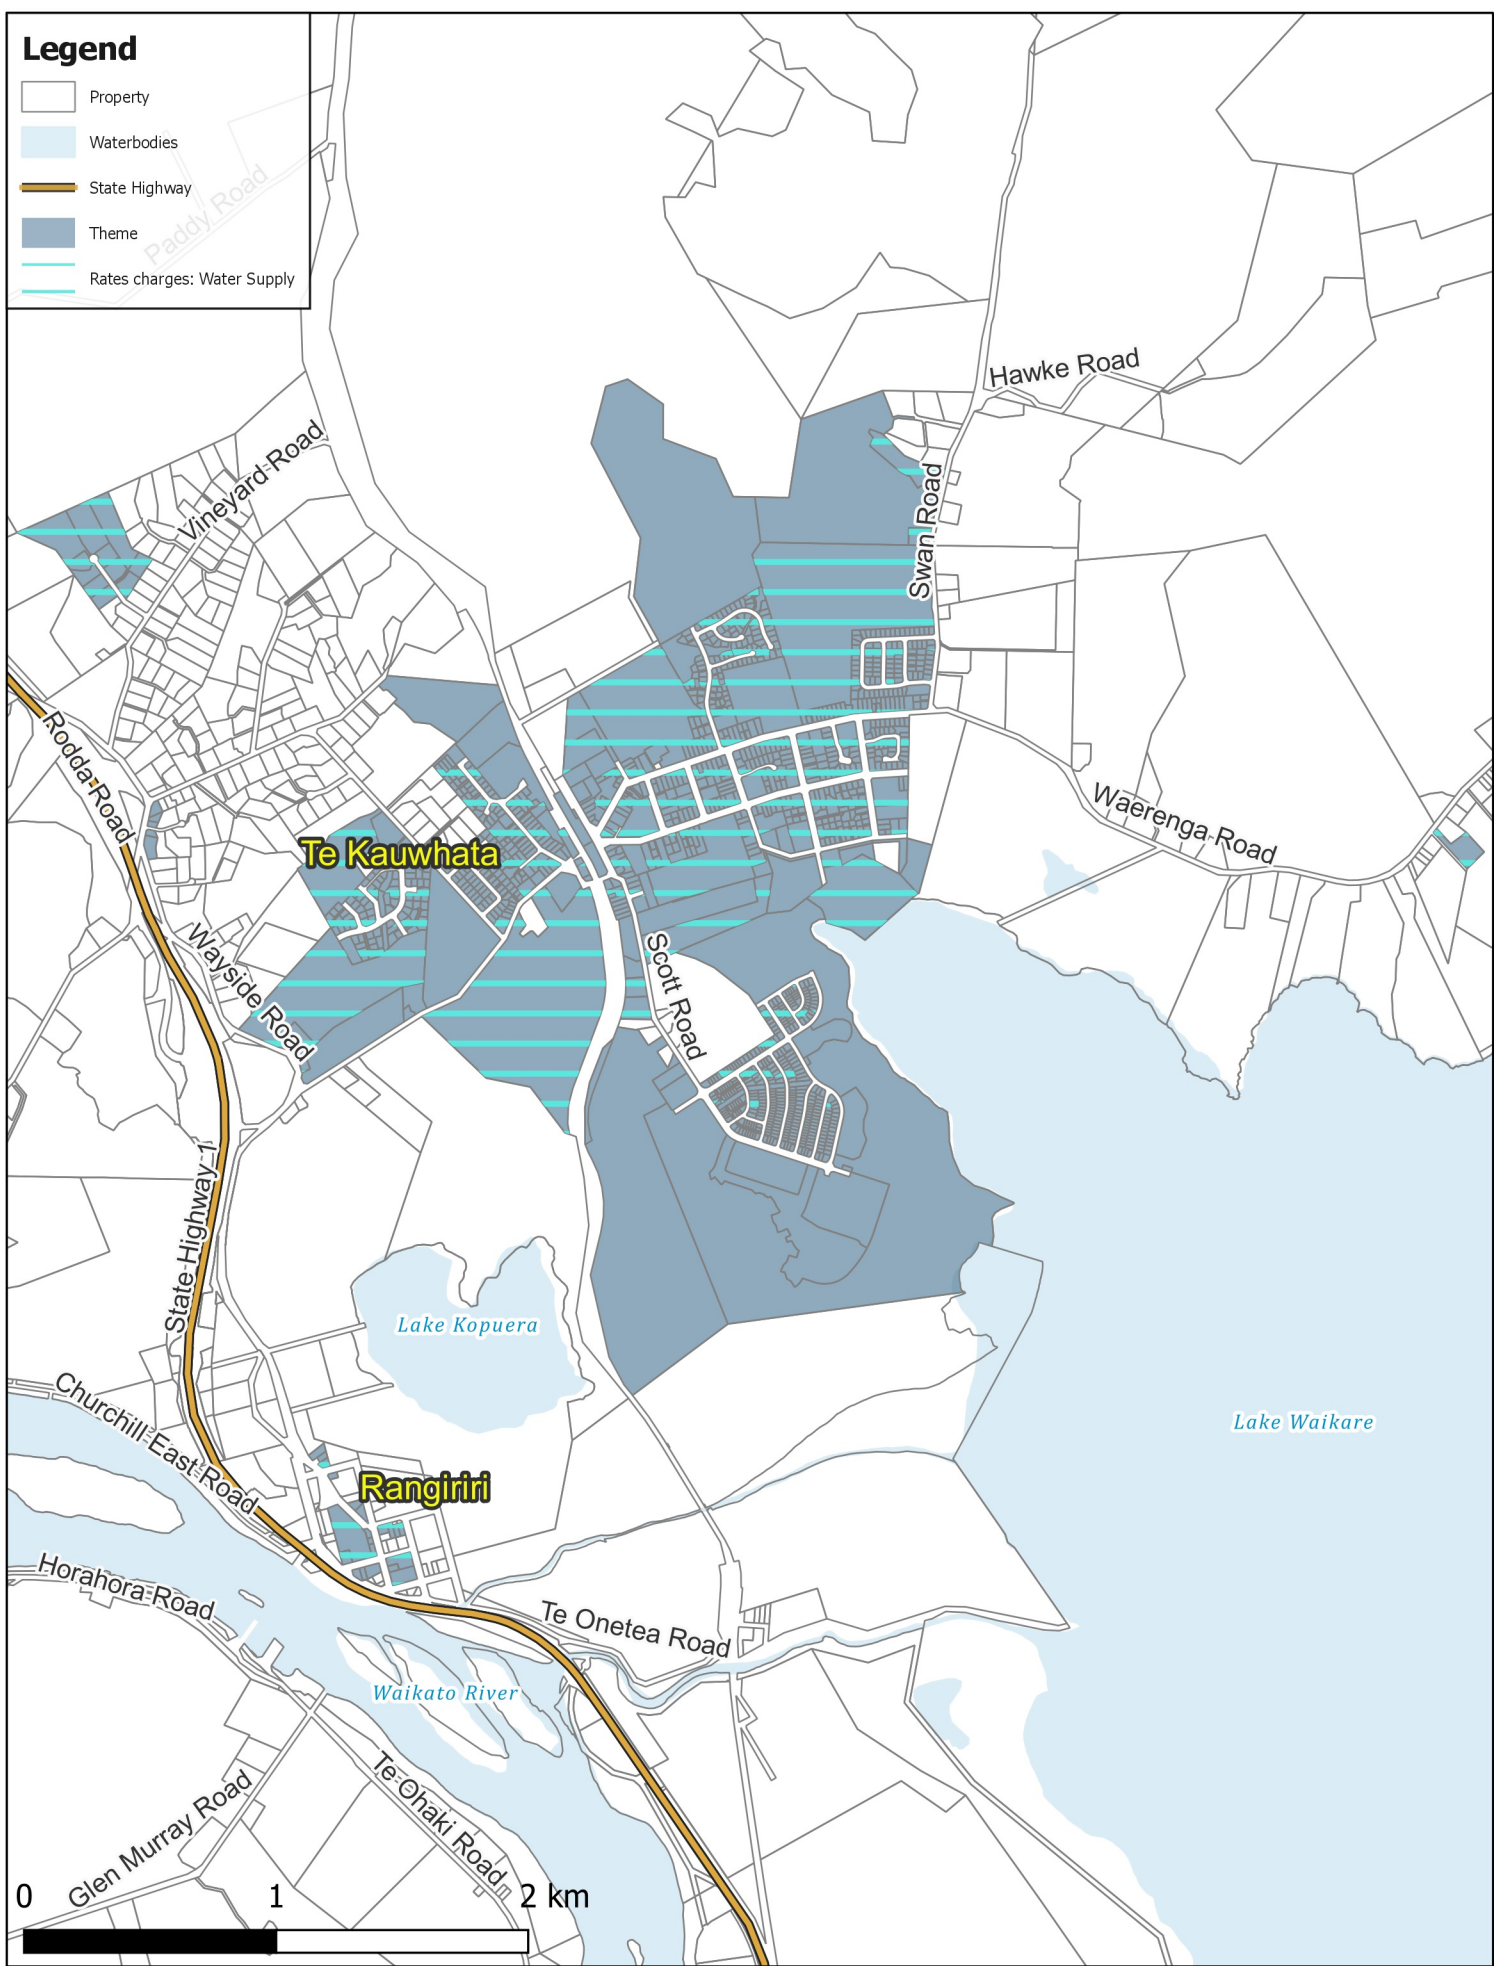 Legend
Property
Waterbodies
State Highway
Paddy Road
Theme
Rates charges: Water Supply
Hawke Road
Vineyard Road
Swan Road
Rodda Road
Waerenga Road
Te Kauwhata
Wayside Road
Scott Road
State Highway 1
Lake Kopuera
Churchill East Road
Lake Waikare
Rangiriri
Horahora Road
Te Onetea Road
Waikato River
Te Ohaki Road
Glen Murray Road
0 1 2 km